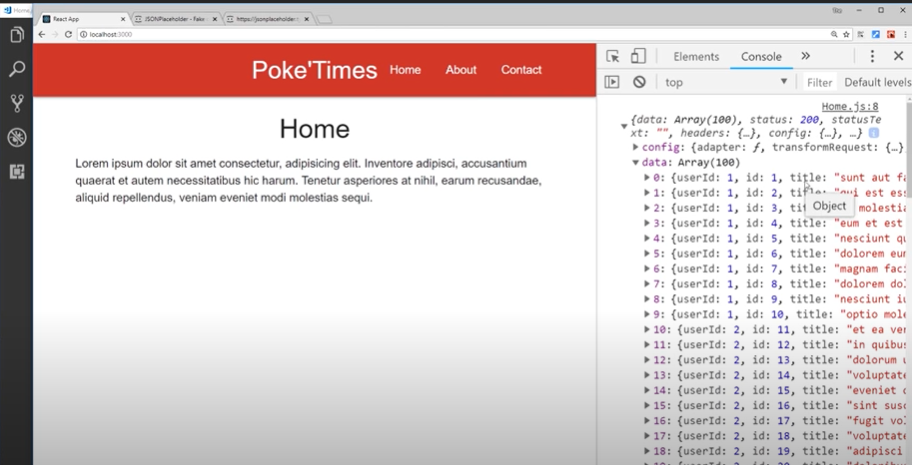 Home.j
React App
JSONPlaceholder - Fake
https://jsonplaceholder
localhost:3000
Poke'Times Home About Contact
Home
Lorem ipsum dolor sit amet consectetur, adipisicing elit. Inventore adipisci, accusantium
quaerat et autem necessitatibus hic harum. Tenetur asperiores at nihil, earum recusandae,
aliquid repellendus, veniam eveniet modi molestias sequi.
Elements Console »
top Filter Default levels
Home.js:8
{data: Array(100), status: 200, statusTe
xt: "", headers: {…}, config: {…}, …}
config: {adapter: ƒ, transformRequest: {…}
data: Array(100)
0: {userId: 1, id: 1, title: "sunt aut fa
1: {userId: 1, id: 2, title: "qui est ess
2: {userId: 1, id: 3, molestia
Object
3: {userId: 1, id: 4, title: "eum et est
4: {userId: 1, id: 5, title: "nesciunt q
5: {userId: 1, id: 6, title: "dolorem eum
6: {userId: 1, id: 7, title: "magnam faci
7: {userId: 1, id: 8, title: "dolorem dol
8: {userId: 1, id: 9, title: "nesciunt iu
9: {userId: 1, id: 10, title: "optio mole
10: {userId: 2, id: 11, title: "et ea ver
11: {userId: 2, id: 12, title: "in quibus
12: {userId: 2, id: 13, title: "dolorum u
13: {userId: 2, id: 14, title: "voluptate
14: {userId: 2, id: 15, title: "eveniet q
15: {userId: 2, id: 16, title: "sint susc
16: {userId: 2, id: 17, title: "fugit vol
17: {userId: 2, id: 18, title: "voluptate
18: {userId: 2, id: 19, title: "adipisci